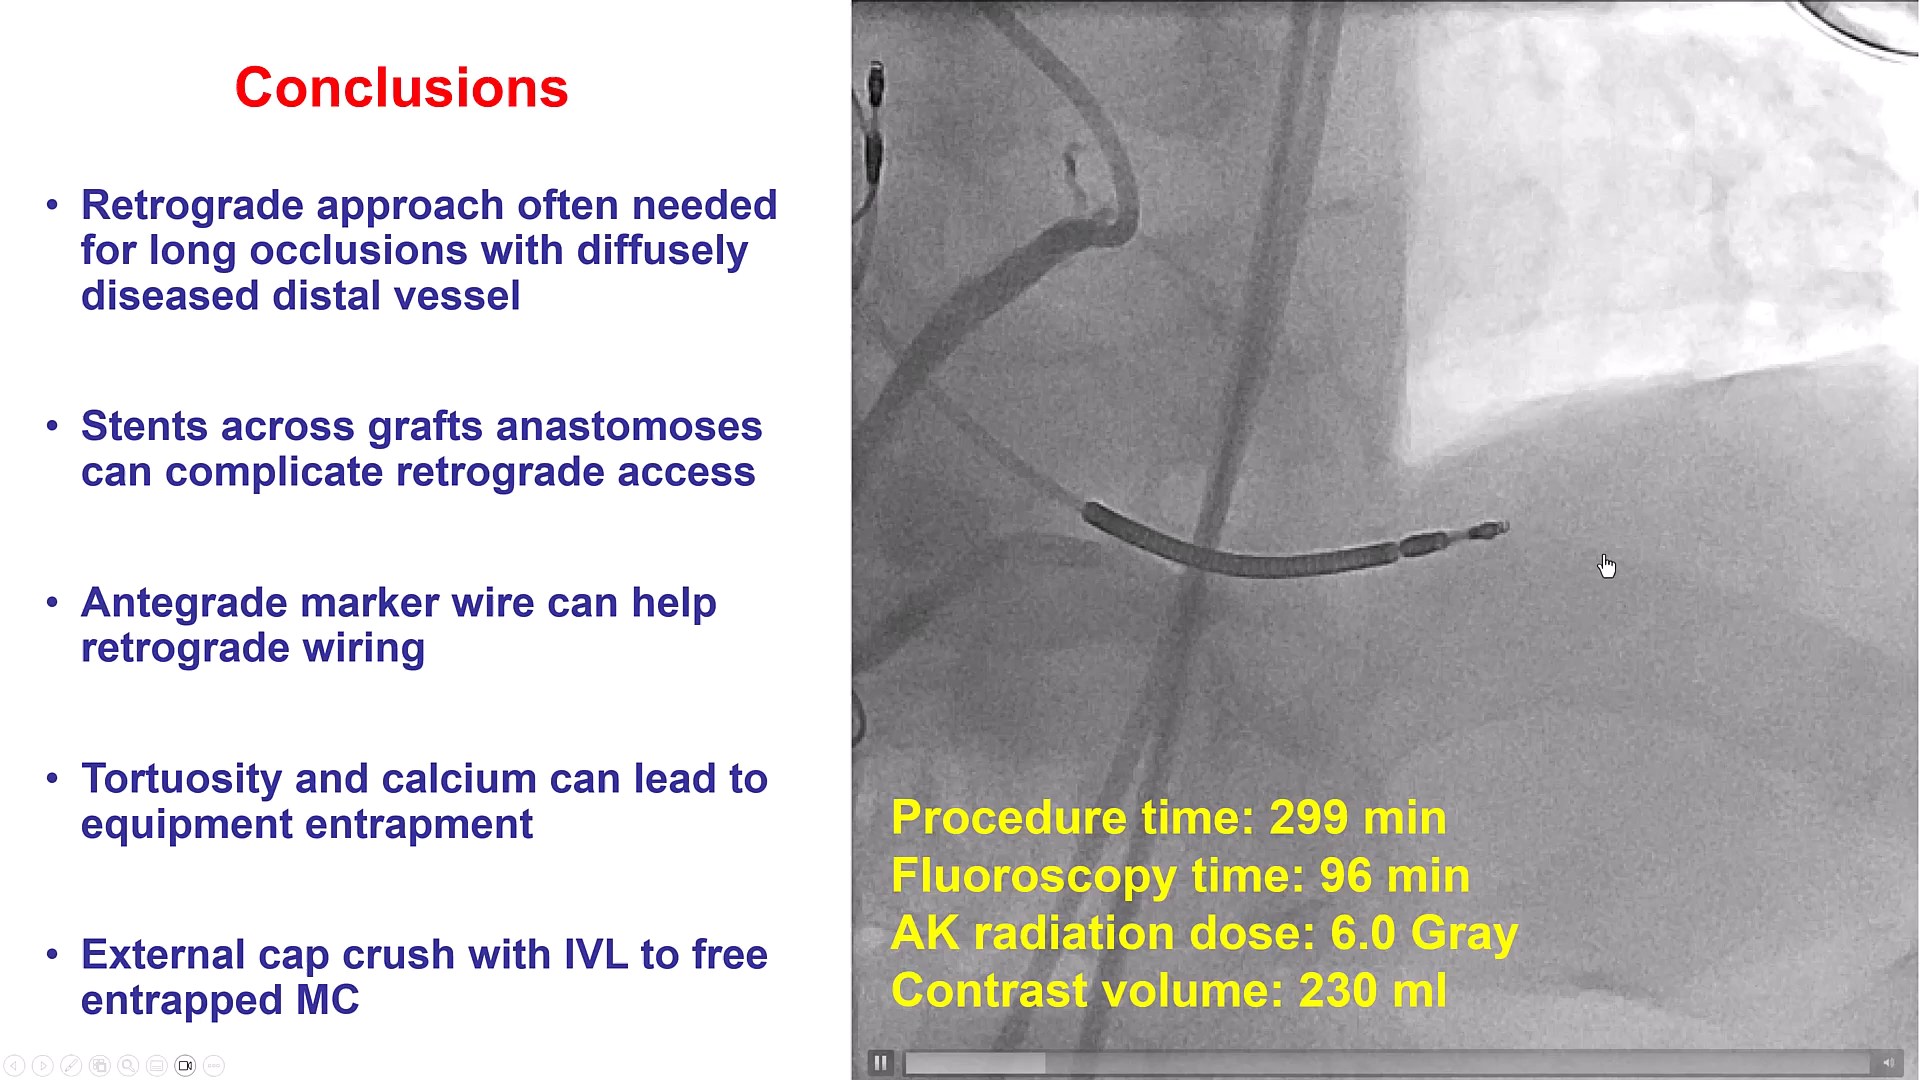 Conclusions
• Retrograde approach often needed
for long occlusions with diffusely
diseased distal vessel
• Stents across grafts anastomoses
can complicate retrograde access
• Antegrade marker wire can help
retrograde wiring
• Tortuosity and calcium can lead to
equipment entrapment
• External cap crush with IVL to free
entrapped MC
Procedure time: 299 min
Fluoroscopy time: 96 min
AK radiation dose: 6.0 Gray
Contrast volume: 230 ml